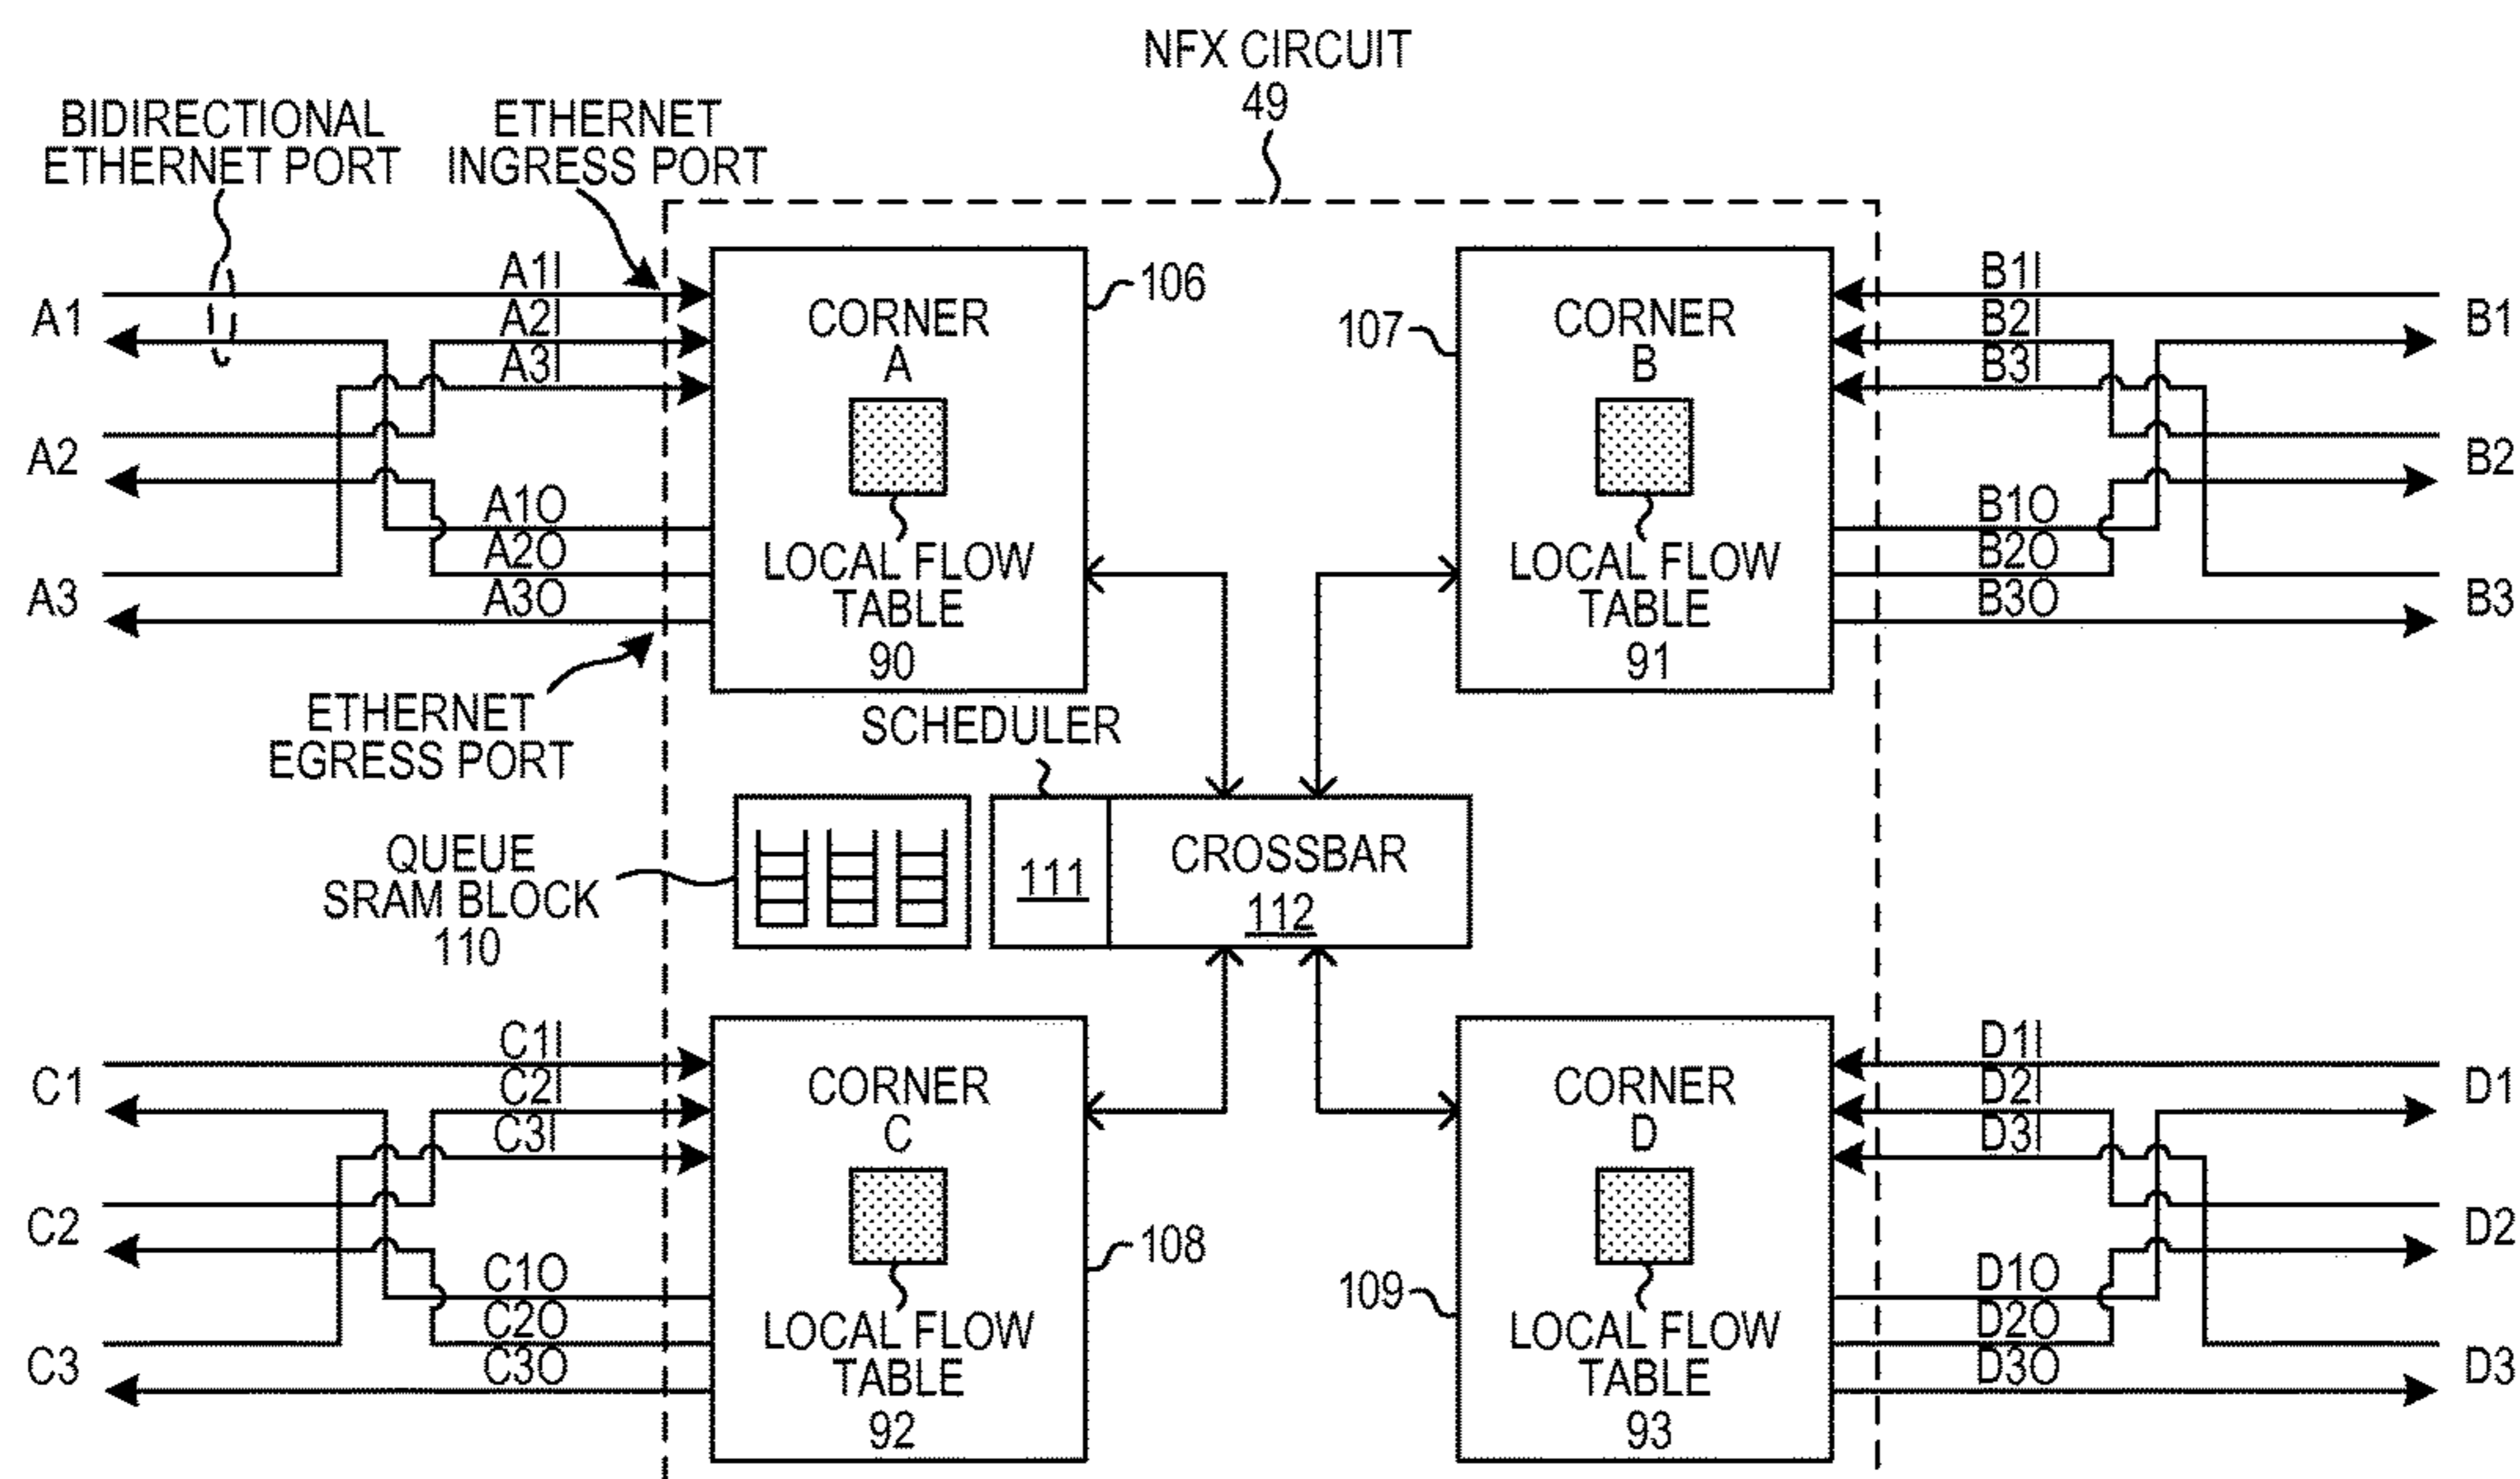 NFX CIRCUIT
49
BIDIRECTIONAL
ETHERNET PORT
ETHERNET
INGRESS PORT
A1I
A2I
A3I
A1
A2
A3
A1O
A2O
A3O
CORNER
A
LOCAL FLOW
TABLE
90
106
107
CORNER
B
LOCAL FLOW
TABLE
91
B1I
B2I
B3I
B1
B2
B3
B1O
B2O
B3O
ETHERNET
EGRESS PORT
SCHEDULER
QUEUE
SRAM BLOCK
110
111
CROSSBAR
112
C1I
C2I
C3I
C1
C2
C3
C1O
C2O
C3O
CORNER
C
LOCAL FLOW
TABLE
92
108
109
CORNER
D
LOCAL FLOW
TABLE
93
D1I
D2I
D3I
D1
D2
D3
D1O
D2O
D3O